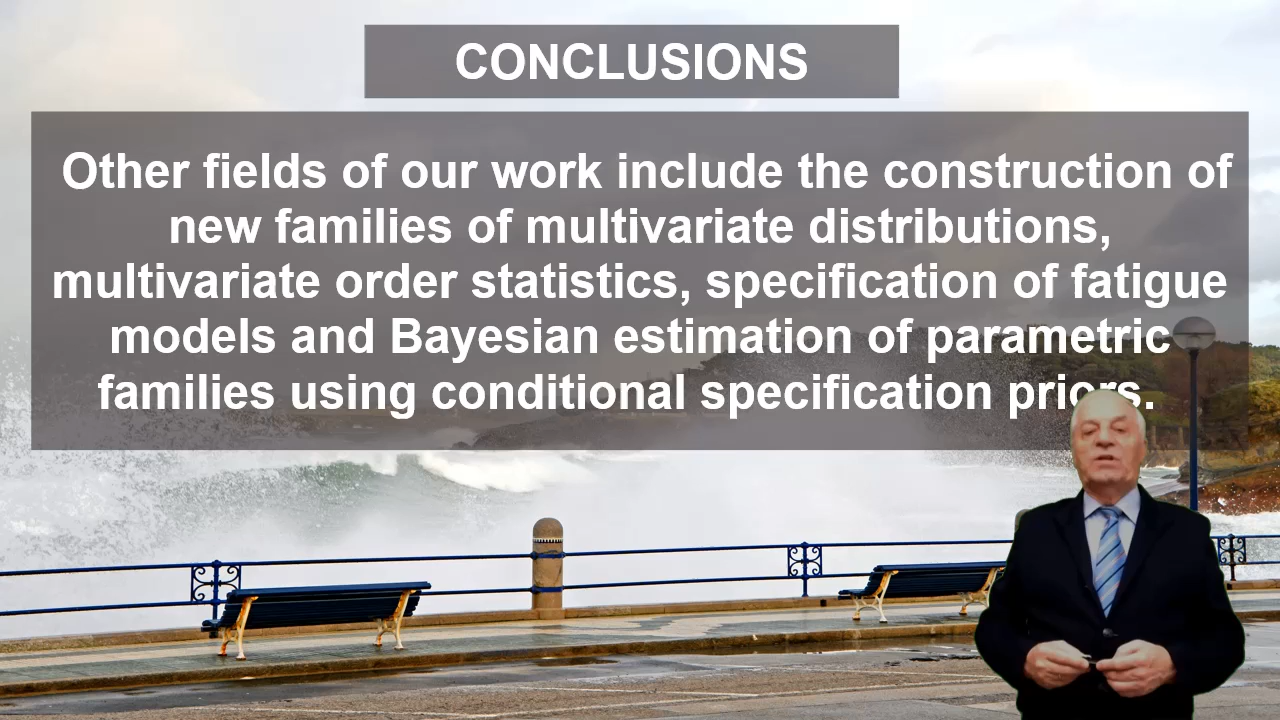 CONCLUSIONS
Other fields of our work include the construction of
new families of multivariate distributions,
multivariate order statistics, specification of fatigue
models and Bayesian estimation of parametric
families using conditional specification priors.